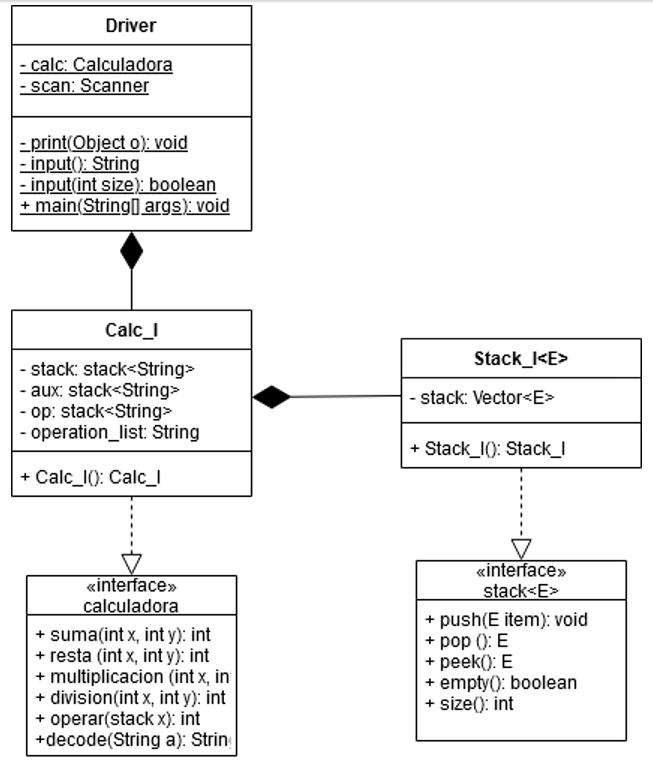 Driver
- calc: Calculadora
- scan: Scanner
- print(Object o): void
- input(): String
- input(int size): boolean
+ main(String[] args): void
Calc_I
- stack: stack<String>
- aux: stack<String>
- op: stack<String>
- operation_list: String
+ Calc_I(): Calc_I
Stack_I<E>
- stack: Vector<E>
+ Stack_I(): Stack_I
«interface»
calculadora
+ suma(int x, int y): int
+ resta (int x, int y): int
+ multiplicacion (int x, in
+ division(int x, int y): int
+ operar(stack x): int
+decode(String a): Strin
«interface»
stack<E>
+ push(E item): void
+ pop (): E
+ peek(): E
+ empty(): boolean
+ size(): int